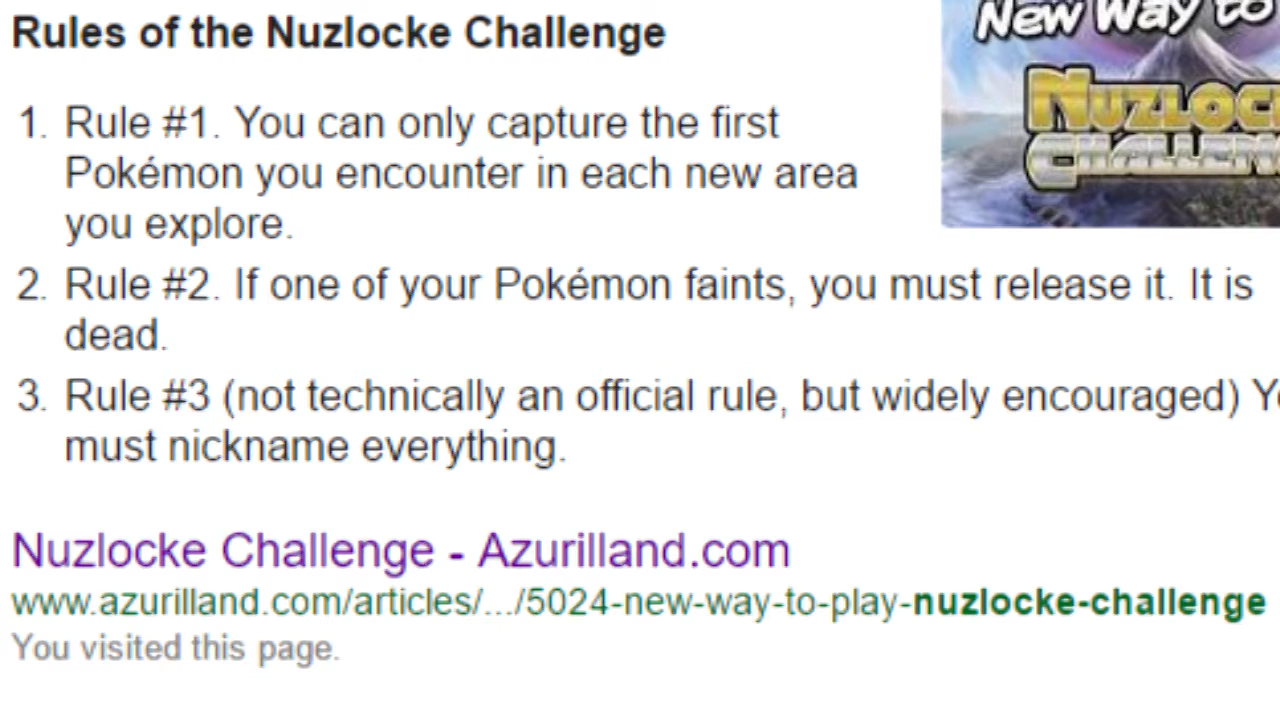 Rules of the Nuzlocke Challenge
New Way to
NUZLOC
CHALLEN
1. Rule #1. You can only capture the first
Pokémon you encounter in each new area
you explore.
2. Rule #2. If one of your Pokémon faints, you must release it. It is
dead.
3. Rule #3 (not technically an official rule, but widely encouraged)
must nickname everything.
Nuzlocke Challenge - Azurilland.com
www.azurilland.com/articles/.../5024-new-way-to-play-nuzlocke-challenge
You visited this page.